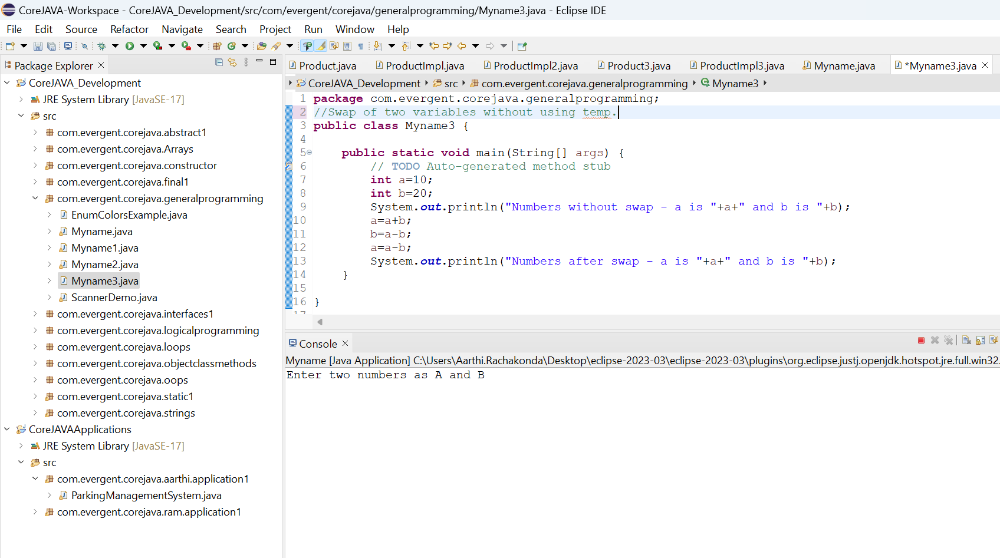 CoreJAVA-Workspace - CoreJAVA_Development/src/com/evergent/corejava/generalprogramming/Myname3.java - Eclipse IDE
File Edit Source Refactor Navigate Search Project Run Window Help
Package Explorer
CoreJAVA_Development
JRE System Library [JavaSE-17]
src
com.evergent.corejava.abstract1
com.evergent.corejava.Arrays
com.evergent.corejava.constructor
com.evergent.corejava.final1
com.evergent.corejava.generalprogramming
EnumColorsExample.java
Myname.java
Myname1.java
Myname2.java
Myname3.java
ScannerDemo.java
com.evergent.corejava.interfaces1
com.evergent.corejava.logicalprogramming
com.evergent.corejava.loops
com.evergent.corejava.objectclassmethods
com.evergent.corejava.oops
com.evergent.corejava.static1
com.evergent.corejava.strings
CoreJAVAApplications
JRE System Library [JavaSE-17]
src
com.evergent.corejava.aarthi.application1
ParkingManagementSystem.java
com.evergent.corejava.ram.application1
Product.java ProductImpl.java ProductImpl2.java Product3.java ProductImpl3.java Myname.java *Myname3.java
CoreJAVA_Development src com.evergent.corejava.generalprogramming Myname3
1 package com.evergent.corejava.generalprogramming;
2 //Swap of two variables without using temp.
3 public class Myname3 {
4
5 public static void main(String[] args) {
6 // TODO Auto-generated method stub
7 int a=10;
8 int b=20;
9 System.out.println("Numbers without swap - a is "+a+" and b is "+b);
10 a=a+b;
11 b=a-b;
12 a=a-b;
13 System.out.println("Numbers after swap - a is "+a+" and b is "+b);
14 }
15
16 }
17
Console
Myname [Java Application] C:\Users\Aarthi.Rachakonda\Desktop\eclipse-2023-03\eclipse-2023-03\plugins\org.eclipse.justj.openjdk.hotspot.jre.full.win32.
Enter two numbers as A and B